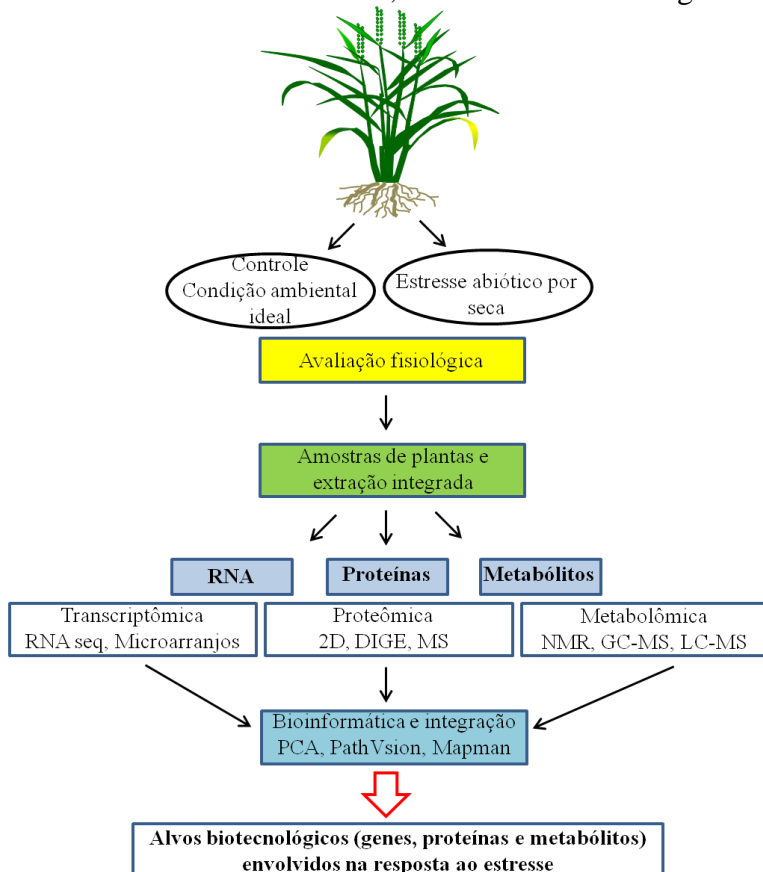 Controle
Condição ambiental
ideal
Estresse abiótico por
seca
Avaliação fisiológica
Amostras de plantas e
extração integrada
RNA
Proteínas
Metabólitos
Transcriptômica
RNA seq, Microarranjos
Proteômica
2D, DIGE, MS
Metabolômica
NMR, GC-MS, LC-MS
Bioinformática e integração
PCA, PathVsion, Mapman
Alvos biotecnológicos (genes, proteínas e metabólitos)
envolvidos na resposta ao estresse